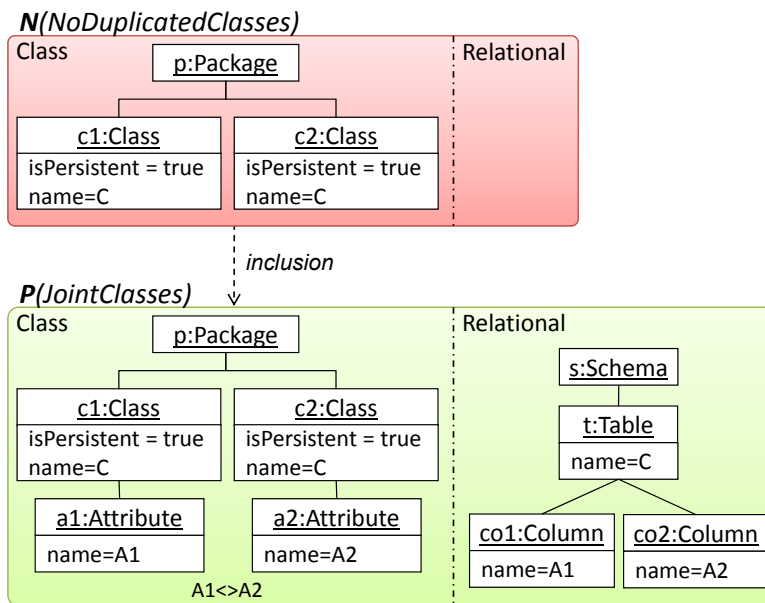 N(NoDuplicatedClasses)
Class
Relational
p:Package
c1:Class
c2:Class
isPersistent = true
isPersistent = true
name=C
name=C
inclusion
P(JointClasses)
Class
Relational
p:Package
s:Schema
c1:Class
c2:Class
isPersistent = true
isPersistent = true
t:Table
name=C
name=C
name=C
a1:Attribute
a2:Attribute
co1:Column
co2:Column
name=A1
name=A2
name=A1
name=A2
A1<>A2